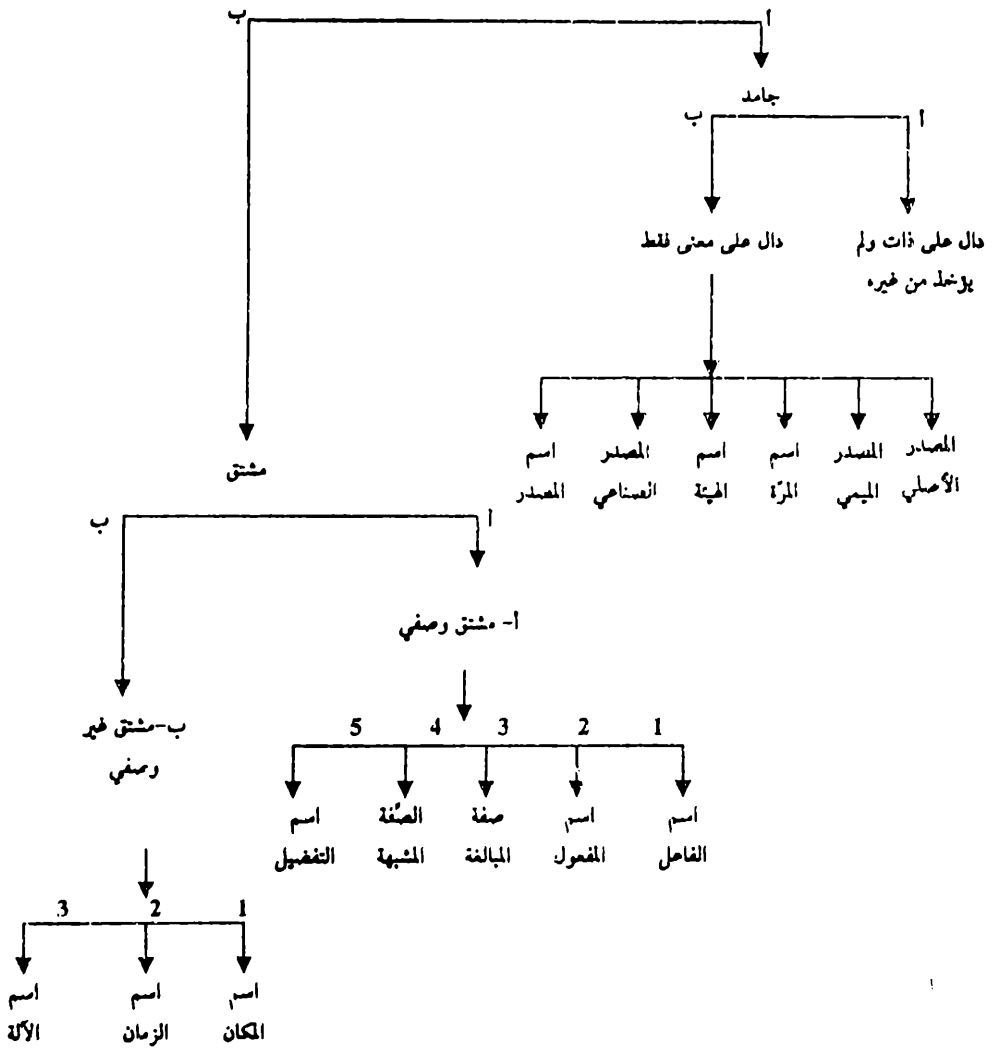 أ ب
جامد
أ ب
دال على ذات ولم
يؤخذ من غيره
دال على معنى فقط
المصدر
الأصلي
المصدر
الميمي
اسم
المرّة
اسم
الهيئة
المصدر
الصناعي
اسم
المصدر
مشتق
أ ب
أ- مشتق وصفي
1 2 3 4 5
اسم
الفاعل
اسم
المفعول
صفة
المبالغة
الصِّفة
المشبهة
اسم
التفضيل
ب-مشتق غير
وصفي
1 2 3
اسم
المكان
اسم
الزمان
اسم
الآلة